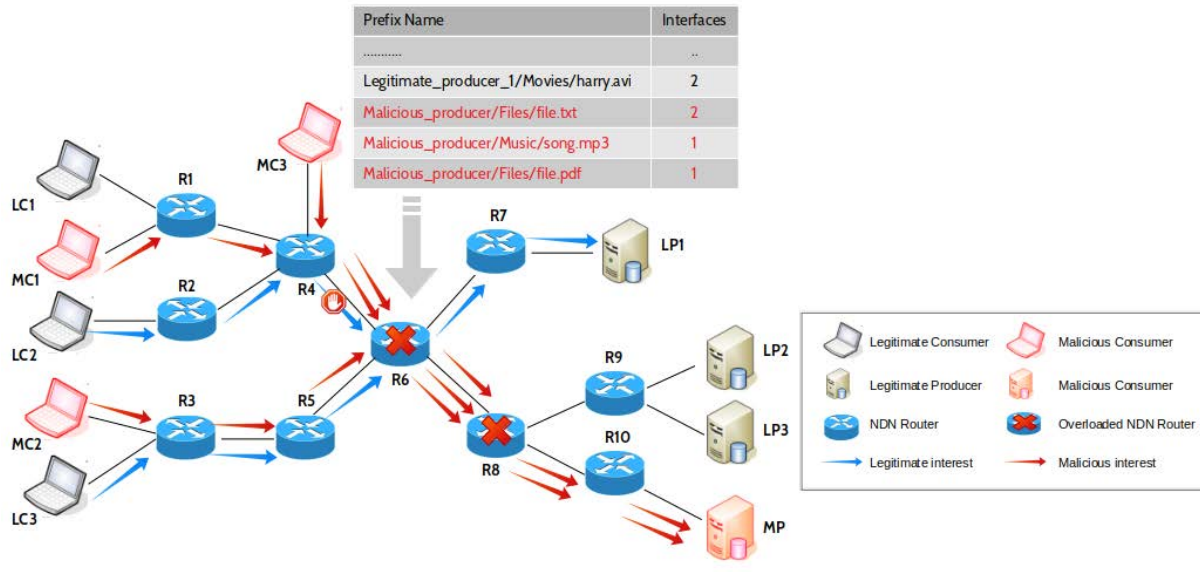 Prefix Name Interfaces
........... ..
Legitimate_producer_1/Movies/harry.avi 2
Malicious_producer/Files/file.txt 2
Malicious_producer/Music/song.mp3 1
Malicious_producer/Files/file.pdf 1
MC3
LC1
R1
R7
LP1
MC1
R4
R2
LC2
R6
LP2
R9
R3
R5
LP3
MC2
R10
R8
LC3
MP
Legitimate Consumer Malicious Consumer
Legitimate Producer Malicious Consumer
NDN Router Overloaded NDN Router
Legitimate interest Malicious interest